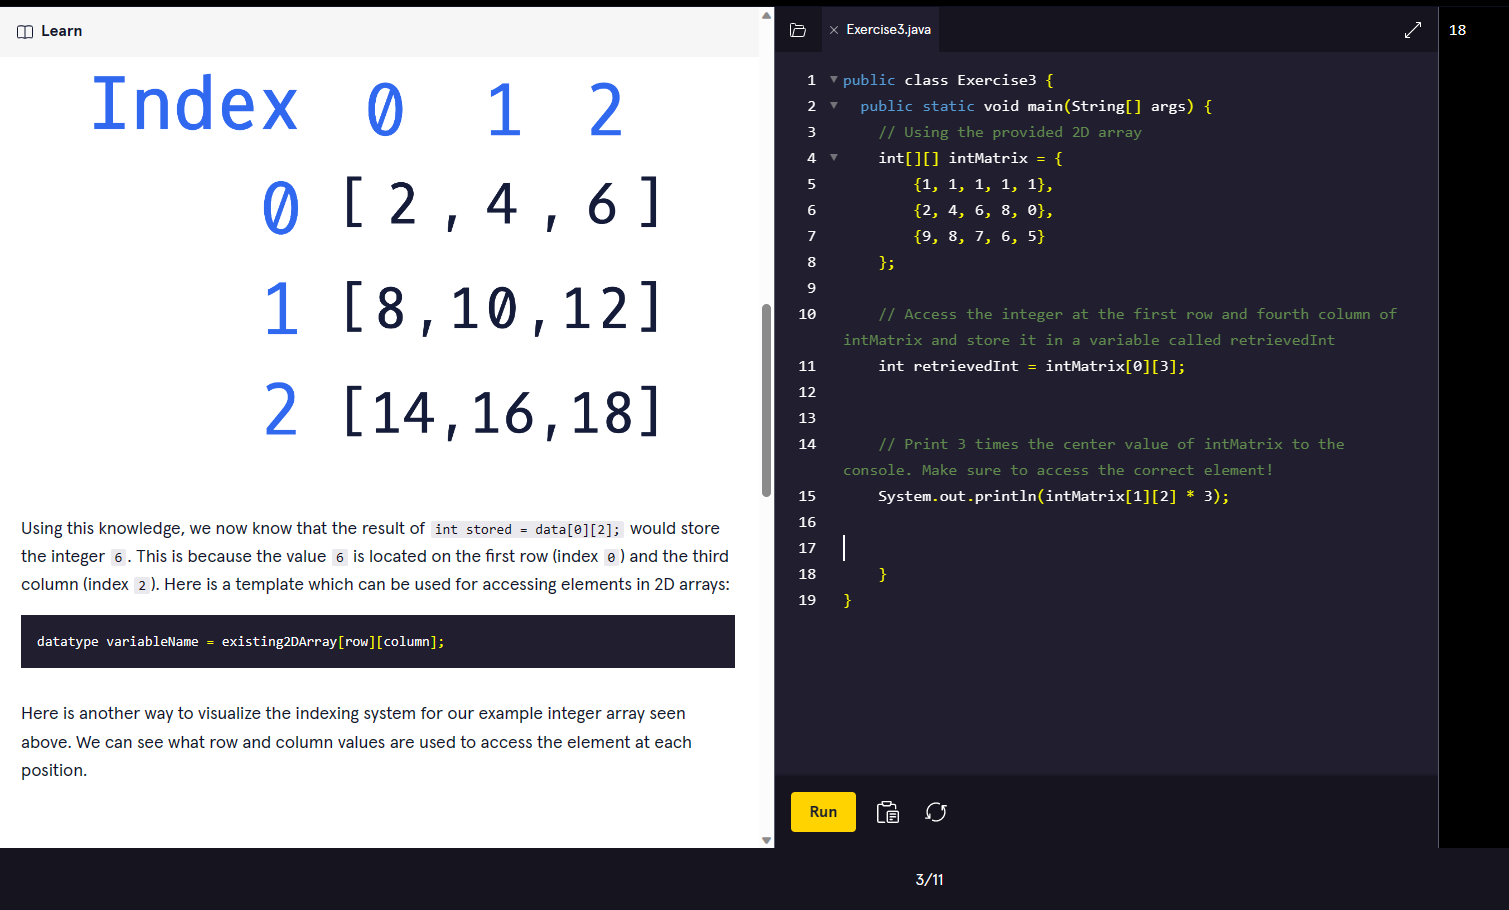 Learn
Index 0 1 2
0 [ 2 , 4 , 6 ]
1 [8,10,12]
2 [14,16,18]
Using this knowledge, we now know that the result of int stored = data[0][2]; would store
the integer 6. This is because the value 6 is located on the first row (index 0) and the third
column (index 2). Here is a template which can be used for accessing elements in 2D arrays:
datatype variableName = existing2DArray[row][column];
Here is another way to visualize the indexing system for our example integer array seen
above. We can see what row and column values are used to access the element at each
position.
Exercise3.java
1 public class Exercise3 {
2 public static void main(String[] args) {
3 // Using the provided 2D array
4 int[][] intMatrix = {
5 {1, 1, 1, 1, 1},
6 {2, 4, 6, 8, 0},
7 {9, 8, 7, 6, 5}
8 };
9
10 // Access the integer at the first row and fourth column of
intMatrix and store it in a variable called retrievedInt
11 int retrievedInt = intMatrix[0][3];
12
13
14 // Print 3 times the center value of intMatrix to the
console. Make sure to access the correct element!
15 System.out.println(intMatrix[1][2] * 3);
16
17
18 }
19 }
Run
18
3/11